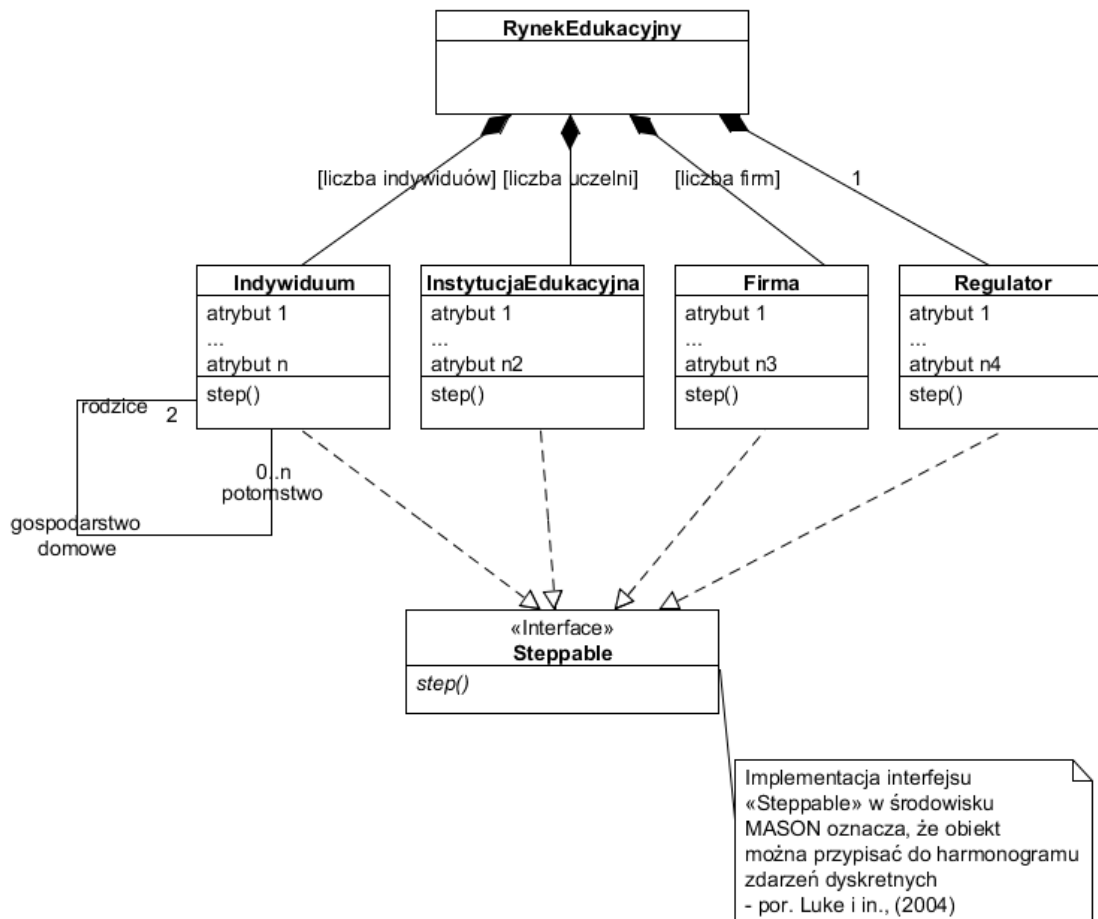 RynekEdukacyjny
[liczba indywiduów]
[liczba uczelni]
[liczba firm]
1
Indywiduum
atrybut 1
...
atrybut n
step()
InstytucjaEdukacyjna
atrybut 1
...
atrybut n2
step()
Firma
atrybut 1
...
atrybut n3
step()
Regulator
atrybut 1
...
atrybut n4
step()
rodzice
2
0..n
potomstwo
gospodarstwo
domowe
«Interface»
Steppable
step()
Implementacja interfejsu
«Steppable» w środowisku
MASON oznacza, że obiekt
można przypisać do harmonogramu
zdarzeń dyskretnych
- por. Luke i in., (2004)